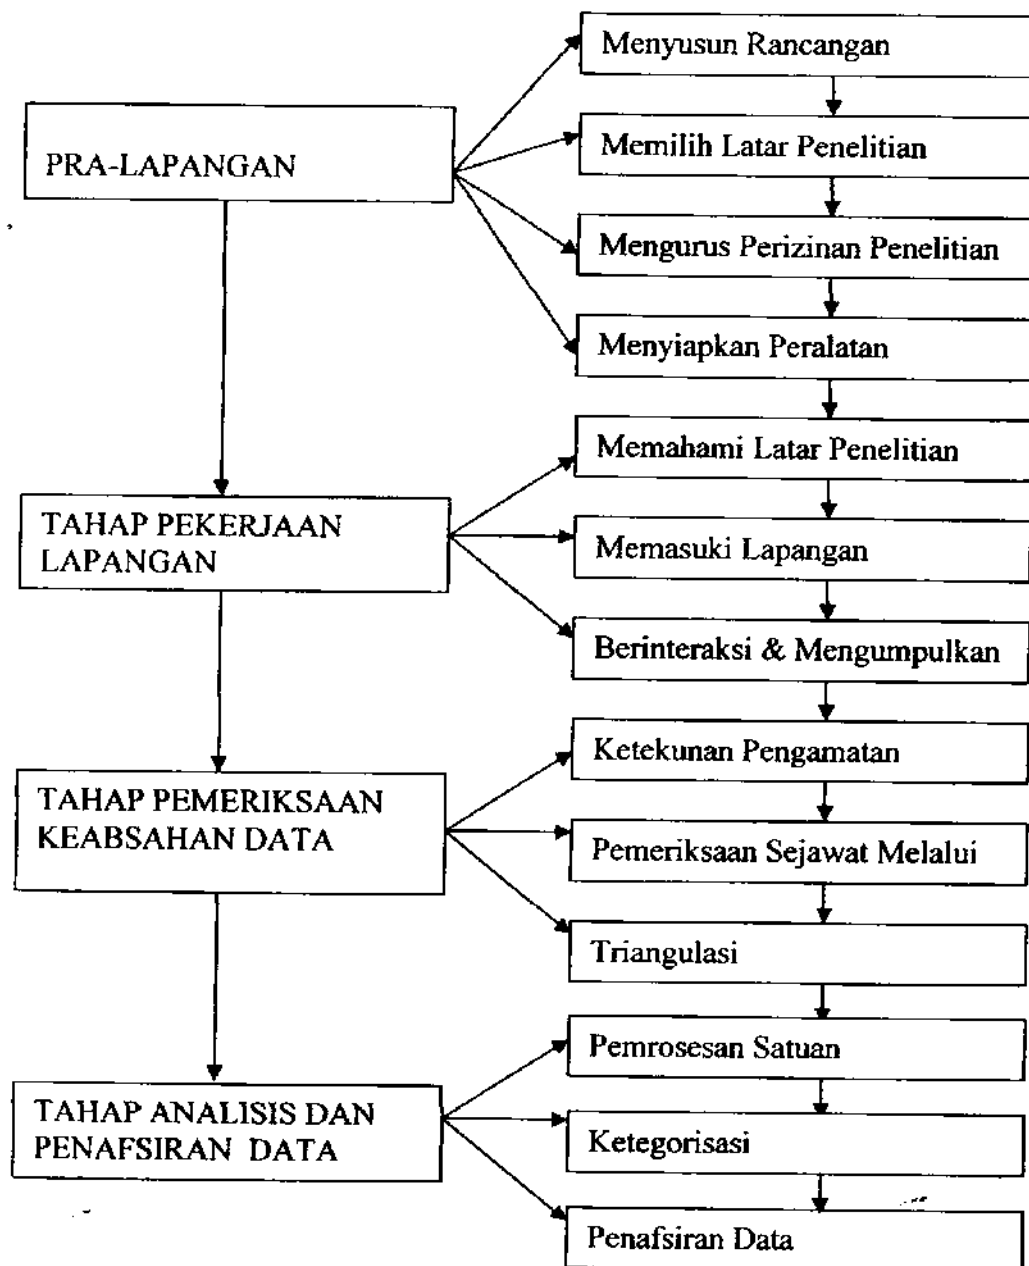 Menyusun Rancangan
PRA-LAPANGAN
Memilih Latar Penelitian
Mengurus Perizinan Penelitian
Menyiapkan Peralatan
TAHAP PEKERJAAN
LAPANGAN
Memahami Latar Penelitian
Memasuki Lapangan
Berinteraksi & Mengumpulkan
TAHAP PEMERIKSAAN
KEABSAHAN DATA
Ketekunan Pengamatan
Pemeriksaan Sejawat Melalui
Triangulasi
TAHAP ANALISIS DAN
PENAFSIRAN DATA
Pemrosesan Satuan
Ketegorisasi
Penafsiran Data